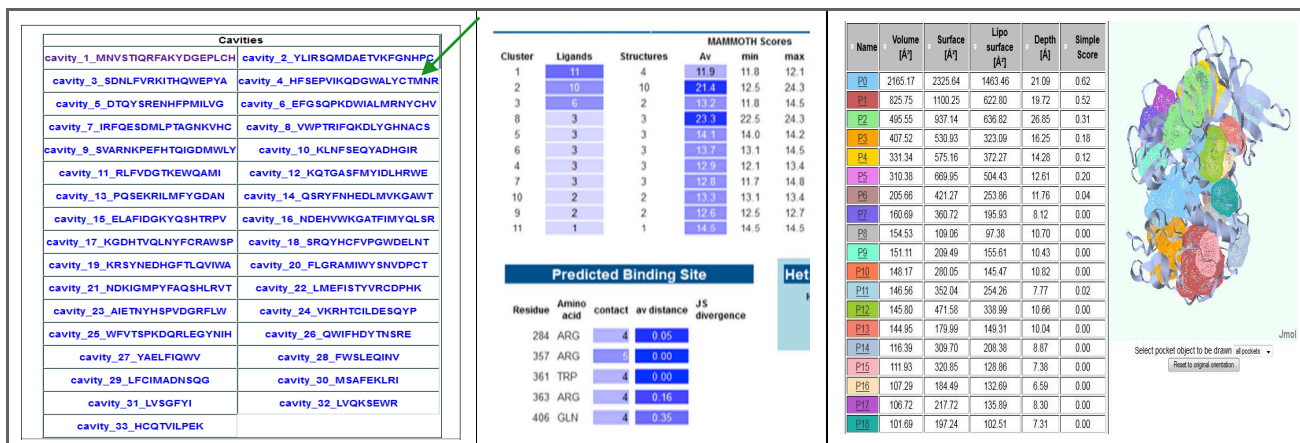 Cavities
cavity_1_MNVSTIQRFAKYDGEPLCH cavity_2_YLIRSQMDAETVKFGNHPC
cavity_3_SDNLFVRKITHQWEPYA cavity_4_HFSEPVIKQDGWALYCTMNR
cavity_5_DTQYSRENHFPMILVG cavity_6_EFGSQPKDWIALMRNYCHV
cavity_7_IRFQESDMLPTAGNKVHC cavity_8_VWPTRIFQKDLYGHNACS
cavity_9_SVARNKPEFHTQIGDMWLY cavity_10_KLNFSEQYADHGIR
cavity_11_RLFVDGTKEWQAMI cavity_12_KQTGASFMYIDLHRWE
cavity_13_PQSEKRILMFYGDAN cavity_14_QSRYFNHEDLMVKGAWT
cavity_15_ELAFIDGKYQSHTRPV cavity_16_NDEHVWKGATFIMYQLSR
cavity_17_KGDHTVQLNYFCRAWSP cavity_18_SRQYHCFVPGWDELNT
cavity_19_KRSYNEDHGFTLQVIWA cavity_20_FLGRAMIWYSNVDPCT
cavity_21_NDKIGMPYFAQSHLRVT cavity_22_LMEFISTYVRCDPHK
cavity_23_AIETNYHSPVDGRFLW cavity_24_VKRHTCILDESQYP
cavity_25_WFVTSPKDQRLEGYNIH cavity_26_QWIFHDYTNSRE
cavity_27_YAELFIQWV cavity_28_FWSLEQINV
cavity_29_LFCIMADNSQG cavity_30_MSAFEKLRI
cavity_31_LVSGFYI cavity_32_LVQKSEWR
cavity_33_HCQTVILPEK
MAMMOTH Scores
Cluster Ligands Structures Av min max
1 11 4 11.9 11.8 12.1
2 10 10 21.4 12.5 24.3
3 6 2 13.2 11.8 14.5
8 3 3 23.3 22.5 24.3
5 3 3 14.1 14.0 14.2
6 3 3 13.7 13.1 14.5
4 3 3 12.9 12.1 13.4
7 3 3 12.8 11.7 14.8
10 2 2 13.3 13.1 13.4
9 2 2 12.6 12.5 12.7
11 1 1 14.5 14.5 14.5
Predicted Binding Site
Het
Residue Amino acid contact av distance JS divergence
284 ARG 4 0.05
357 ARG 5 0.00
361 TRP 4 0.00
363 ARG 4 0.16
406 GLN 4 0.35
Name Volume [Å³] Surface [Å²] Lipo surface [Å²] Depth [Å] Simple Score
P0 2165.17 2325.64 1463.46 21.09 0.62
P1 825.75 1100.25 622.80 19.72 0.52
P2 495.55 937.14 636.82 26.85 0.31
P3 407.52 530.93 323.09 16.25 0.18
P4 331.34 575.16 372.27 14.28 0.12
P5 310.38 669.95 504.43 12.61 0.20
P6 205.66 421.27 253.86 11.76 0.04
P7 160.69 360.72 195.93 8.12 0.00
P8 154.53 109.06 97.38 10.70 0.00
P9 151.11 209.49 155.61 10.43 0.00
P10 148.17 280.05 145.47 10.82 0.00
P11 146.56 352.04 254.26 7.77 0.02
P12 145.80 471.58 338.99 10.66 0.00
P13 144.95 179.99 149.31 10.04 0.00
P14 116.39 309.70 208.38 8.87 0.00
P15 111.93 320.85 128.86 7.38 0.00
P16 107.29 184.49 132.69 6.59 0.00
P17 106.72 217.72 135.89 8.30 0.00
P18 101.69 197.24 102.51 7.31 0.00
Jmol
Select pocket object to be drawn all pockets
Reset to original orientation